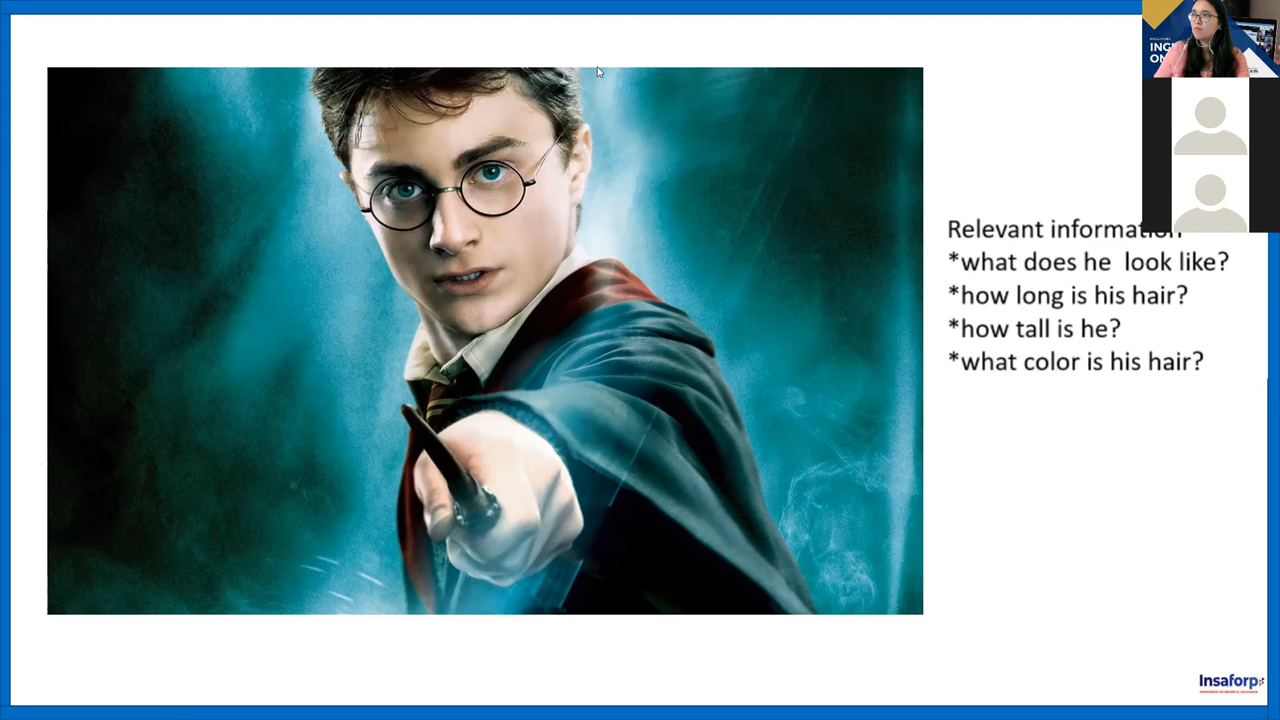 Relevant information
*what does he look like?
*how long is his hair?
*how tall is he?
*what color is his hair?
Insaforp